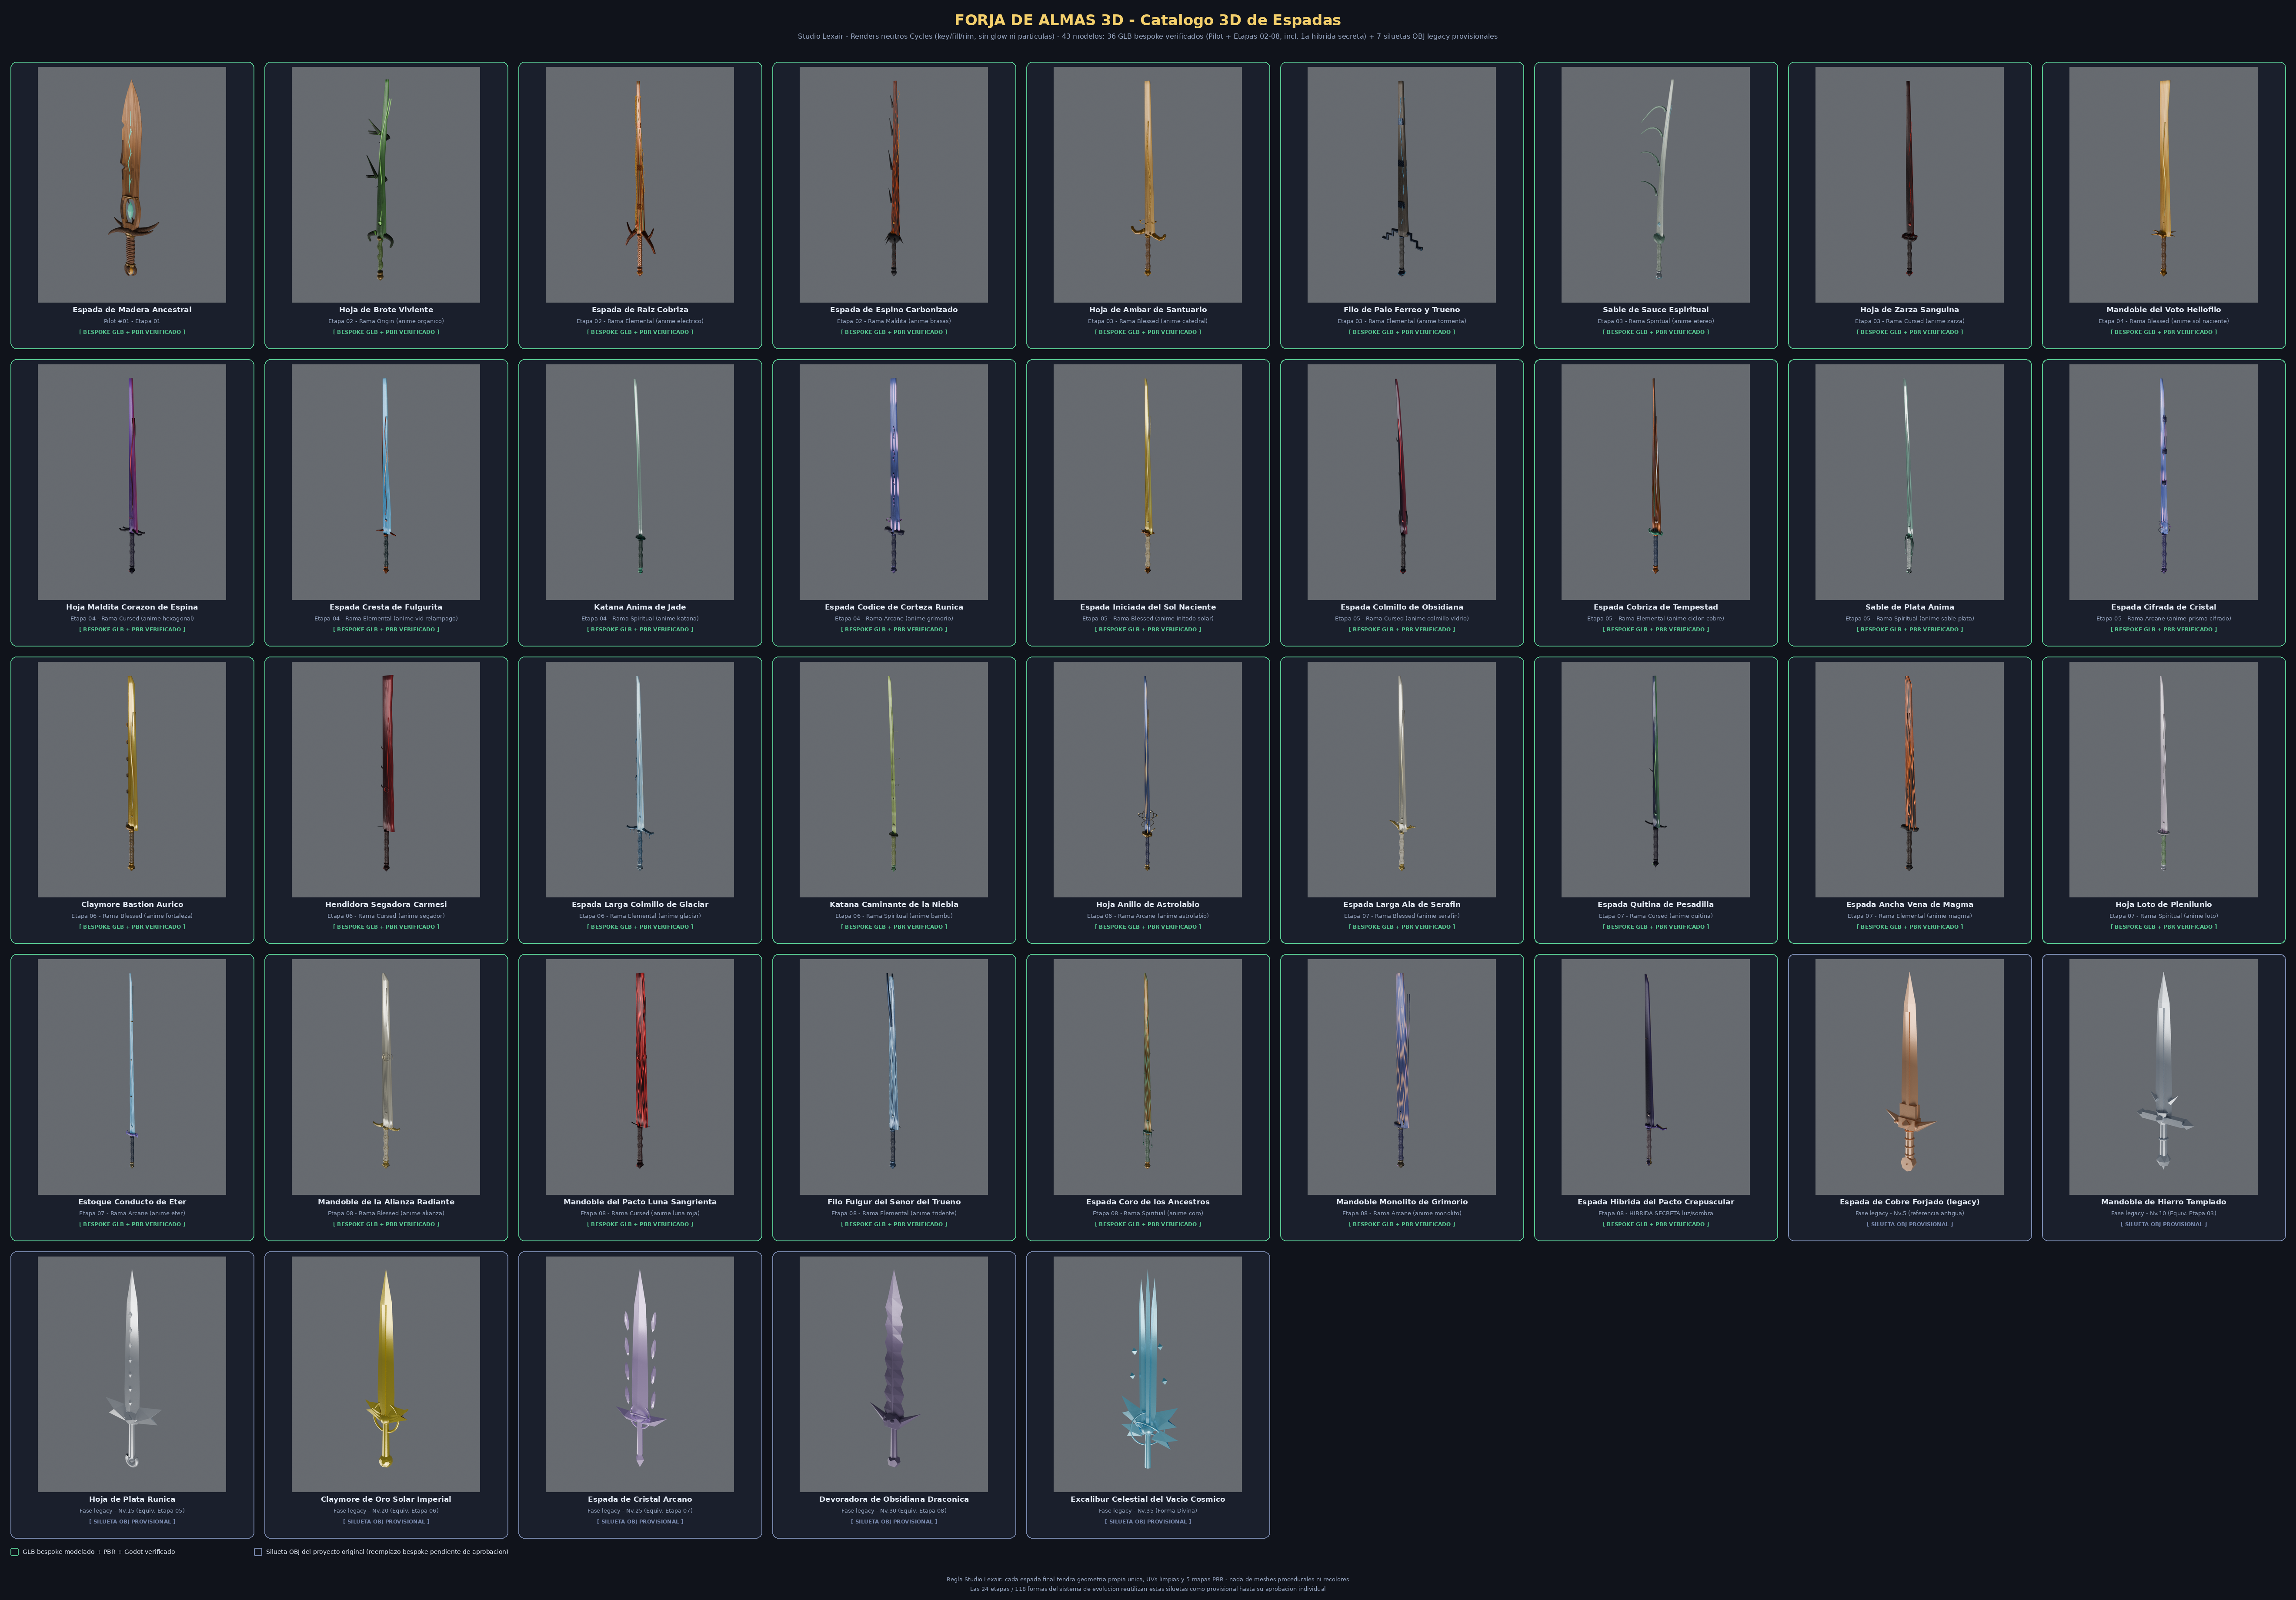 FORJA DE ALMAS 3D - Catalogo 3D de Espadas
Studio Lexair - Renders neutros Cycles (key/fill/rim, sin glow ni particulas) - 43 modelos: 36 GLB bespoke verificados (Pilot + Etapas 02-08, incl. 1a hibrida secreta) + 7 siluetas OBJ legacy provisionales
Espada de Madera Ancestral
Pilot #01 - Etapa 01
[ BESPOKE GLB + PBR VERIFICADO ]
Hoja de Brote Viviente
Etapa 02 - Rama Origin (anime organico)
[ BESPOKE GLB + PBR VERIFICADO ]
Espada de Raiz Cobriza
Etapa 02 - Rama Elemental (anime electrico)
[ BESPOKE GLB + PBR VERIFICADO ]
Espada de Espino Carbonizado
Etapa 02 - Rama Maldita (anime brasas)
[ BESPOKE GLB + PBR VERIFICADO ]
Hoja de Ambar de Santuario
Etapa 03 - Rama Blessed (anime catedral)
[ BESPOKE GLB + PBR VERIFICADO ]
Filo de Palo Ferreo y Trueno
Etapa 03 - Rama Elemental (anime tormenta)
[ BESPOKE GLB + PBR VERIFICADO ]
Sable de Sauce Espiritual
Etapa 03 - Rama Spiritual (anime etereo)
[ BESPOKE GLB + PBR VERIFICADO ]
Hoja de Zarza Sanguina
Etapa 03 - Rama Cursed (anime zarza)
[ BESPOKE GLB + PBR VERIFICADO ]
Mandoble del Voto Heliofilo
Etapa 04 - Rama Blessed (anime sol naciente)
[ BESPOKE GLB + PBR VERIFICADO ]
Hoja Maldita Corazon de Espina
Etapa 04 - Rama Cursed (anime hexagonal)
[ BESPOKE GLB + PBR VERIFICADO ]
Espada Cresta de Fulgurita
Etapa 04 - Rama Elemental (anime vid relampago)
[ BESPOKE GLB + PBR VERIFICADO ]
Katana Anima de Jade
Etapa 04 - Rama Spiritual (anime katana)
[ BESPOKE GLB + PBR VERIFICADO ]
Espada Codice de Corteza Runica
Etapa 04 - Rama Arcane (anime grimorio)
[ BESPOKE GLB + PBR VERIFICADO ]
Espada Iniciada del Sol Naciente
Etapa 05 - Rama Blessed (anime initado solar)
[ BESPOKE GLB + PBR VERIFICADO ]
Espada Colmillo de Obsidiana
Etapa 05 - Rama Cursed (anime colmillo vidrio)
[ BESPOKE GLB + PBR VERIFICADO ]
Espada Cobriza de Tempestad
Etapa 05 - Rama Elemental (anime ciclon cobre)
[ BESPOKE GLB + PBR VERIFICADO ]
Sable de Plata Anima
Etapa 05 - Rama Spiritual (anime sable plata)
[ BESPOKE GLB + PBR VERIFICADO ]
Espada Cifrada de Cristal
Etapa 05 - Rama Arcane (anime prisma cifrado)
[ BESPOKE GLB + PBR VERIFICADO ]
Claymore Bastion Aurico
Etapa 06 - Rama Blessed (anime fortaleza)
[ BESPOKE GLB + PBR VERIFICADO ]
Hendidora Segadora Carmesi
Etapa 06 - Rama Cursed (anime segador)
[ BESPOKE GLB + PBR VERIFICADO ]
Espada Larga Colmillo de Glaciar
Etapa 06 - Rama Elemental (anime glaciar)
[ BESPOKE GLB + PBR VERIFICADO ]
Katana Caminante de la Niebla
Etapa 06 - Rama Spiritual (anime bambu)
[ BESPOKE GLB + PBR VERIFICADO ]
Hoja Anillo de Astrolabio
Etapa 06 - Rama Arcane (anime astrolabio)
[ BESPOKE GLB + PBR VERIFICADO ]
Espada Larga Ala de Serafin
Etapa 07 - Rama Blessed (anime serafin)
[ BESPOKE GLB + PBR VERIFICADO ]
Espada Quitina de Pesadilla
Etapa 07 - Rama Cursed (anime quitina)
[ BESPOKE GLB + PBR VERIFICADO ]
Espada Ancha Vena de Magma
Etapa 07 - Rama Elemental (anime magma)
[ BESPOKE GLB + PBR VERIFICADO ]
Hoja Loto de Plenilunio
Etapa 07 - Rama Spiritual (anime loto)
[ BESPOKE GLB + PBR VERIFICADO ]
Estoque Conducto de Eter
Etapa 07 - Rama Arcane (anime eter)
[ BESPOKE GLB + PBR VERIFICADO ]
Mandoble de la Alianza Radiante
Etapa 08 - Rama Blessed (anime alianza)
[ BESPOKE GLB + PBR VERIFICADO ]
Mandoble del Pacto Luna Sangrienta
Etapa 08 - Rama Cursed (anime luna roja)
[ BESPOKE GLB + PBR VERIFICADO ]
Filo Fulgur del Senor del Trueno
Etapa 08 - Rama Elemental (anime tridente)
[ BESPOKE GLB + PBR VERIFICADO ]
Espada Coro de los Ancestros
Etapa 08 - Rama Spiritual (anime coro)
[ BESPOKE GLB + PBR VERIFICADO ]
Mandoble Monolito de Grimorio
Etapa 08 - Rama Arcane (anime monolito)
[ BESPOKE GLB + PBR VERIFICADO ]
Espada Hibrida del Pacto Crepuscular
Etapa 08 - HIBRIDA SECRETA luz/sombra
[ BESPOKE GLB + PBR VERIFICADO ]
Espada de Cobre Forjado (legacy)
Fase legacy - Nv.5 (referencia antigua)
[ SILUETA OBJ PROVISIONAL ]
Mandoble de Hierro Templado
Fase legacy - Nv.10 (Equiv. Etapa 03)
[ SILUETA OBJ PROVISIONAL ]
Hoja de Plata Runica
Fase legacy - Nv.15 (Equiv. Etapa 05)
[ SILUETA OBJ PROVISIONAL ]
Claymore de Oro Solar Imperial
Fase legacy - Nv.20 (Equiv. Etapa 06)
[ SILUETA OBJ PROVISIONAL ]
Espada de Cristal Arcano
Fase legacy - Nv.25 (Equiv. Etapa 07)
[ SILUETA OBJ PROVISIONAL ]
Devoradora de Obsidiana Draconica
Fase legacy - Nv.30 (Equiv. Etapa 08)
[ SILUETA OBJ PROVISIONAL ]
Excalibur Celestial del Vacio Cosmico
Fase legacy - Nv.35 (Forma Divina)
[ SILUETA OBJ PROVISIONAL ]
GLB bespoke modelado + PBR + Godot verificado
Silueta OBJ del proyecto original (reemplazo bespoke pendiente de aprobacion)
Regla Studio Lexair: cada espada final tendra geometria propia unica, UVs limpias y 5 mapas PBR - nada de meshes procedurales ni recolores
Las 24 etapas / 118 formas del sistema de evolucion reutilizan estas siluetas como provisional hasta su aprobacion individual